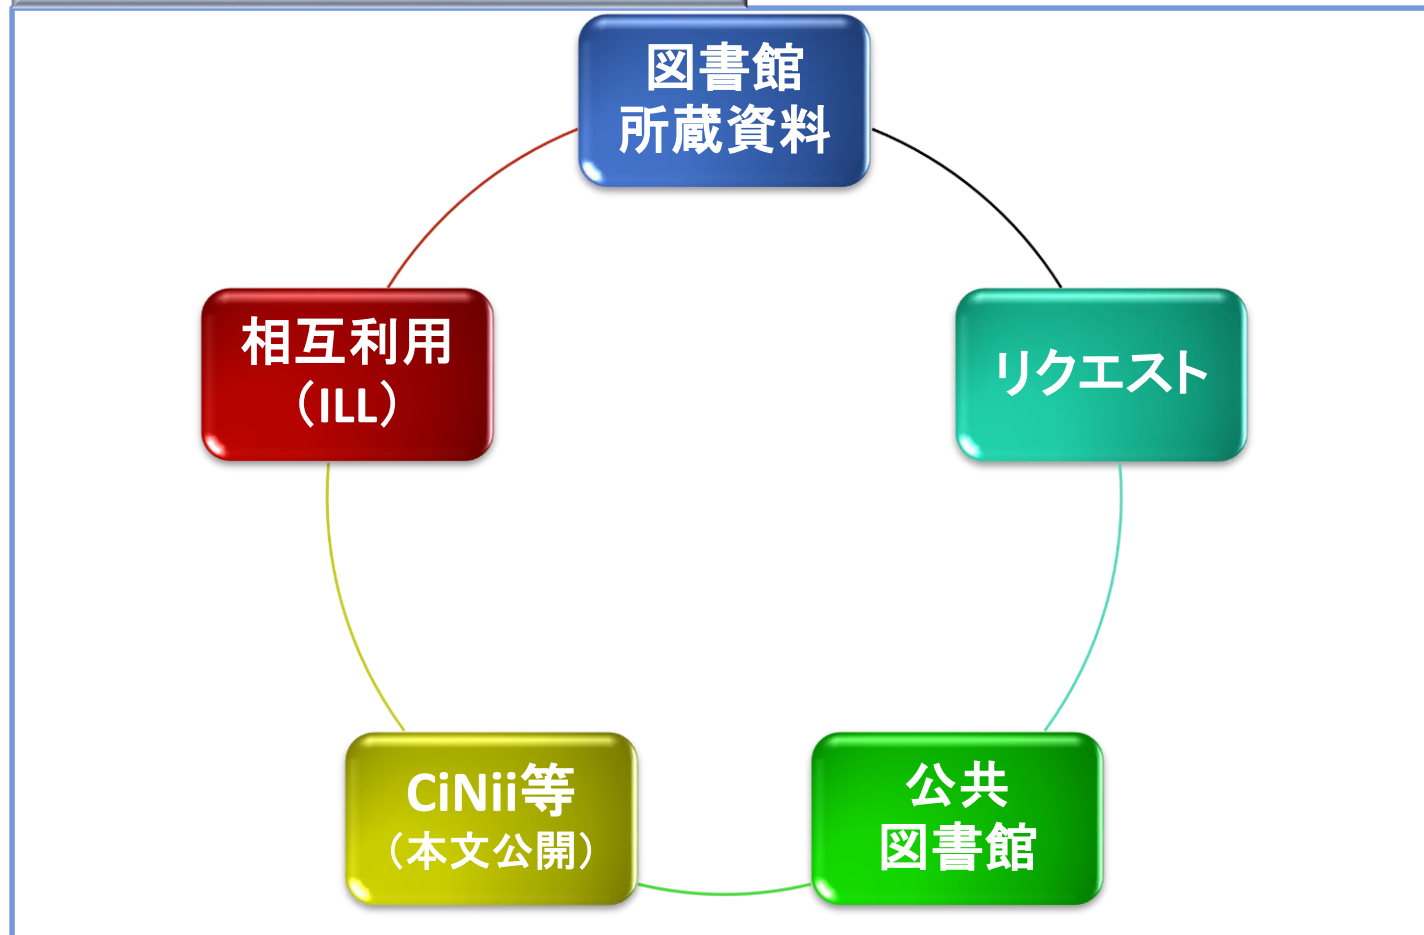 図書館
所蔵資料
相互利用
（ILL）
リクエスト
CiNii等
（本文公開）
公共
図書館